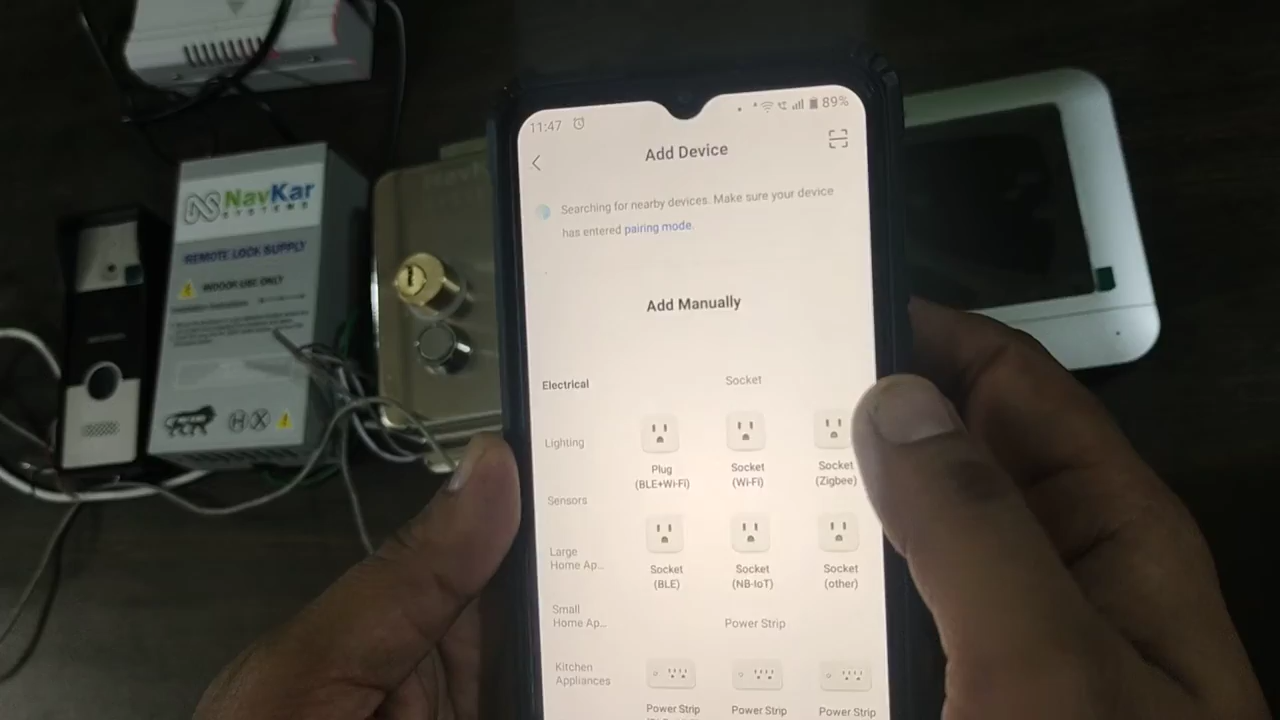 11:47
89%
Add Device
Searching for nearby devices. Make sure your device
has entered pairing mode.
Add Manually
Electrical
Socket
Lighting
Plug
(BLE+Wi-Fi)
Socket
(Wi-Fi)
Socket
(Zigbee)
Sensors
Large
Home Ap...
Socket
(BLE)
Socket
(NB-IoT)
Socket
(other)
Small
Home Ap...
Power Strip
Kitchen
Appliances
Power Strip
Power Strip
Power Strip
NavKar
SYSTEMS
REMOTE LOCK SUPPLY
INDOOR USE ONLY